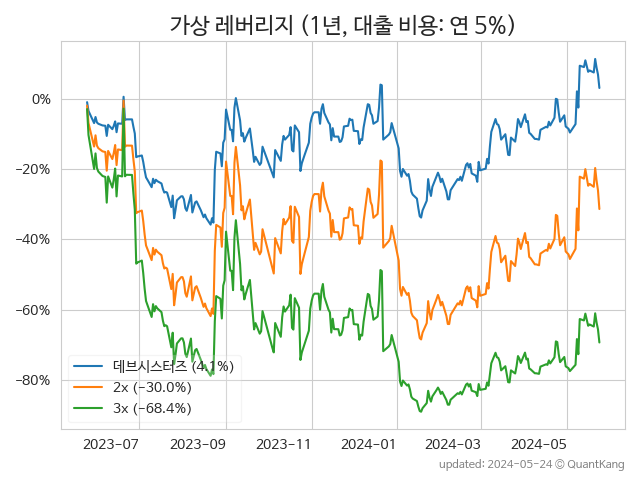 가상 레버리지 (1년, 대출 비용: 연 5%)
0%
−20%
−40%
−60%
−80%
데브시스터즈 (4.1%)
2x (−30.0%)
3x (−68.4%)
2023-07 2023-09 2023-11 2024-01 2024-03 2024-05
updated: 2024-05-24 © QuantKang